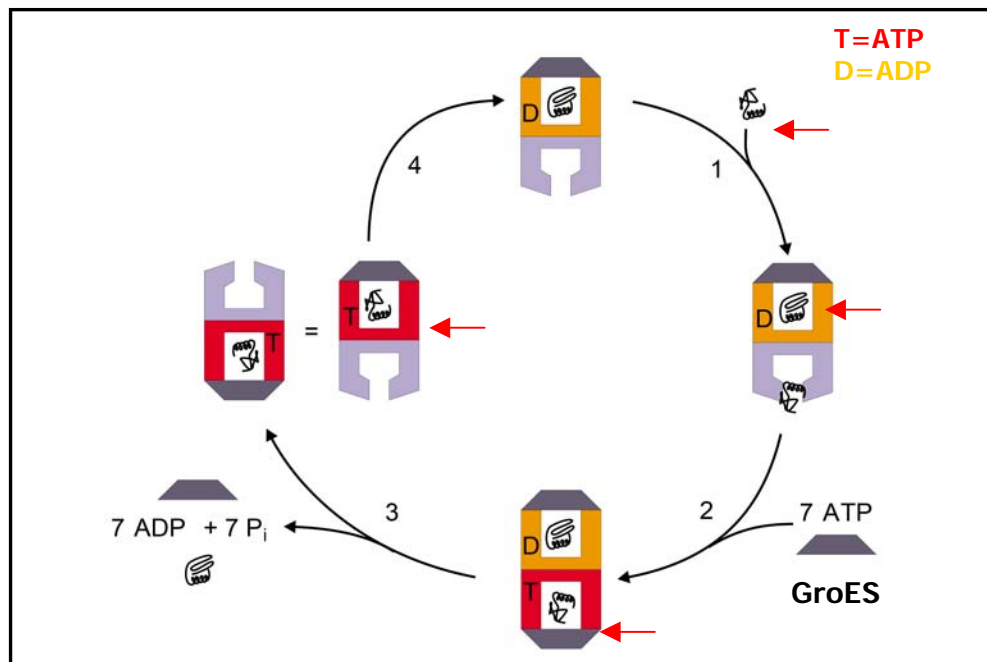 T=ATP
D=ADP
D
4
1
T
=
T
D
3
2
7 ATP
7 ADP + 7 Pi
D
T
GroES